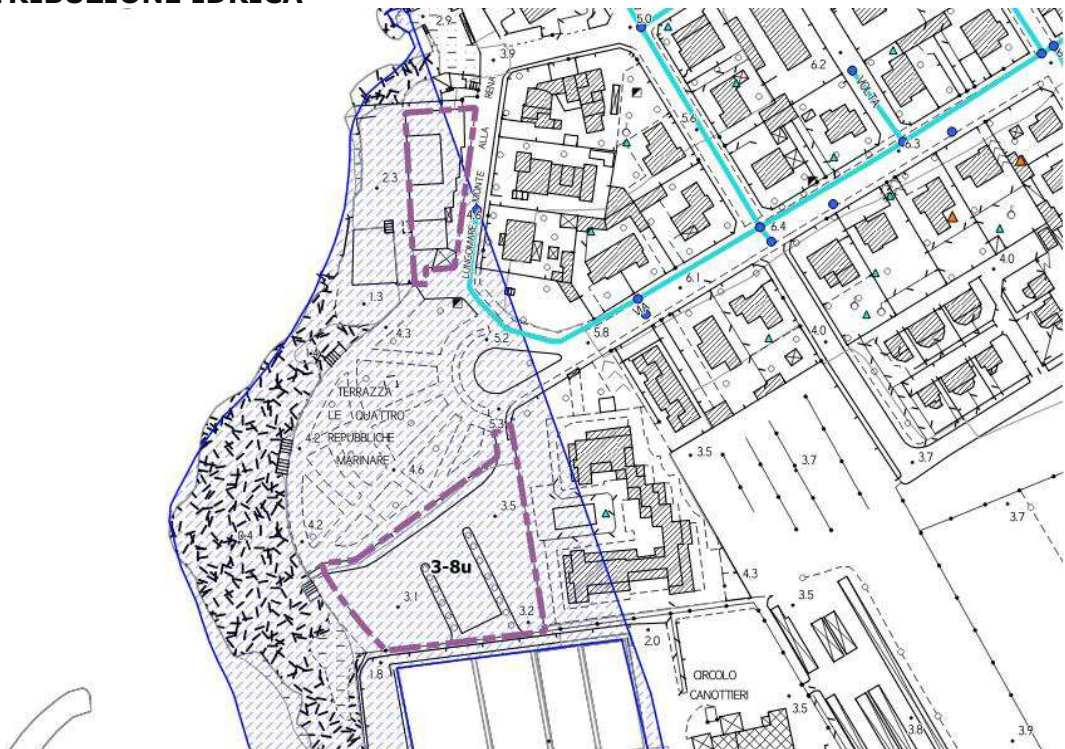 TRIBUZIONE IDRICA
2.9
5.0
3.9
6.2
VOLTA
RENA
5.6
6.3
ALLA
2.3
MONTE
6.4
LUNGOMARE
4.0
6.1
1.3
VIA
4.3
5.2
5.8
4.0
TERRAZZA
LE QUATTRO
5.3
4.2 REPUBBLICHE
MARINARE
4.6
3.5
3.7
3.7
3.5
4.2
0.4
3.7
3-8u
4.3
3.1
3.2
3.5
2.0
1.8
CIRCOLO
CANOTTIERI
3.5
3.8
3.9